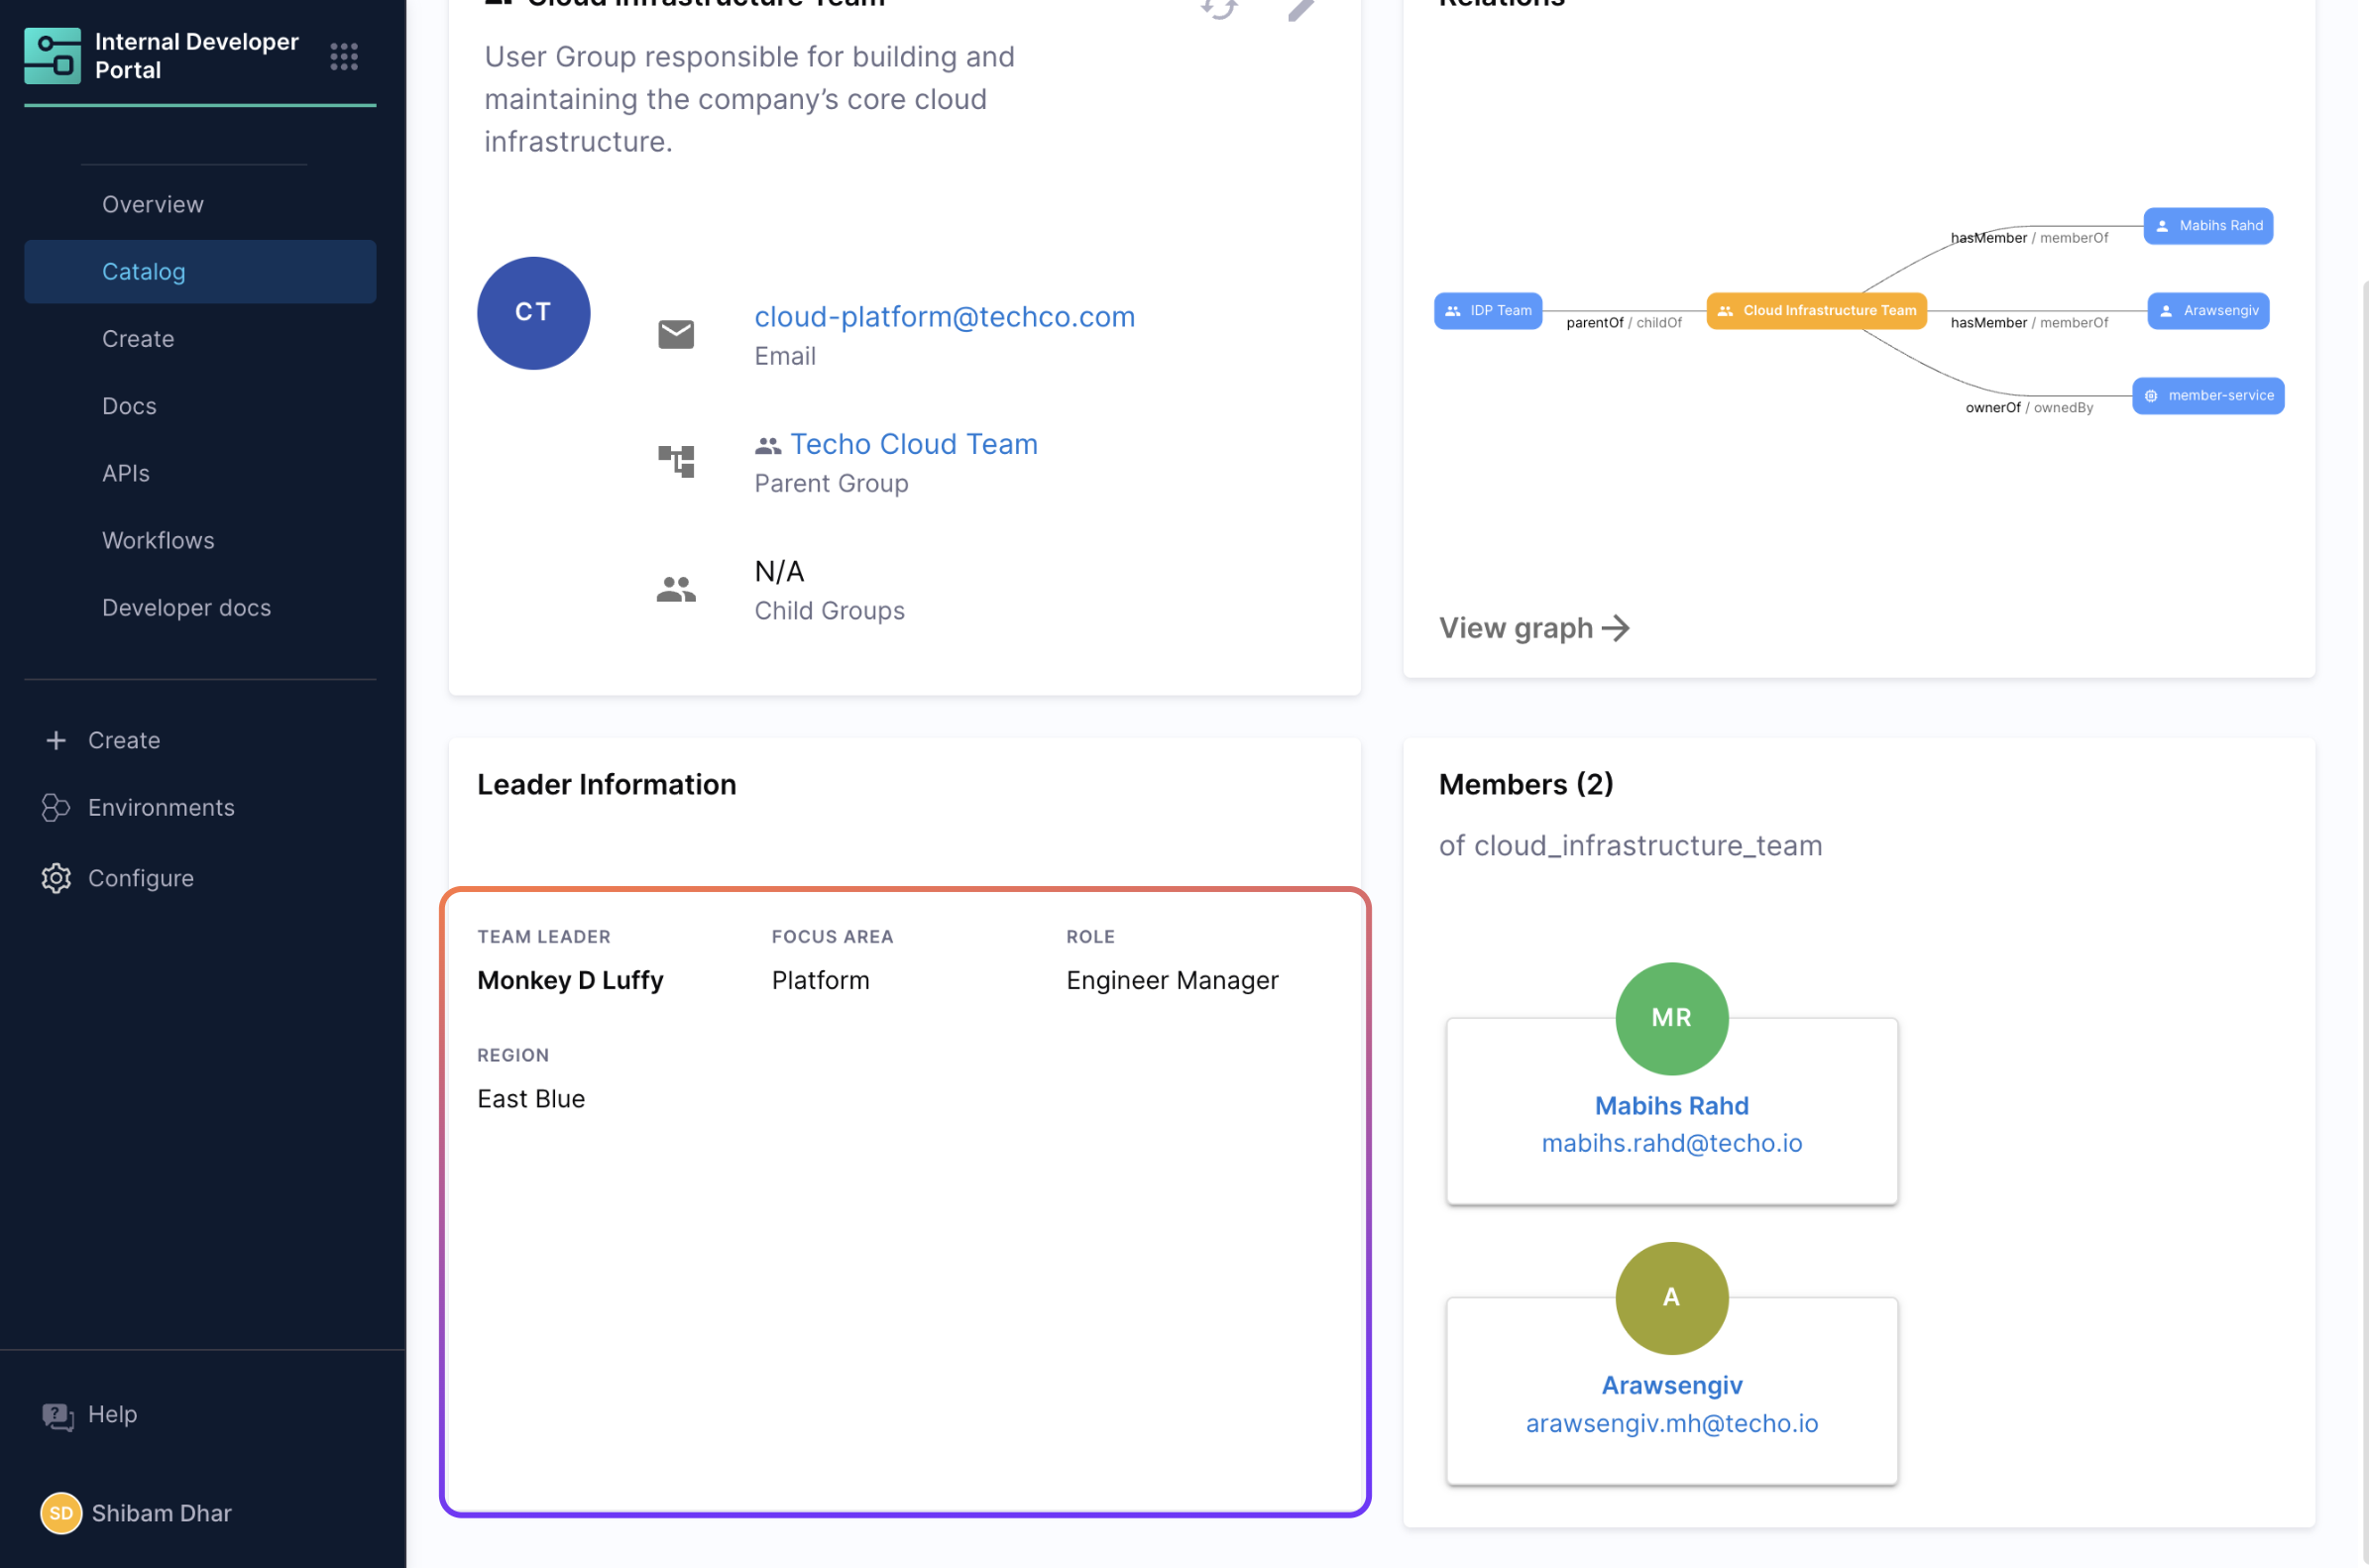 Internal Developer
Portal
Overview
Catalog
Create
Docs
APIs
Workflows
Developer docs
Create
Environments
Configure
Help
SD
Shibam Dhar
Cloud Infrastructure Team
User Group responsible for building and
maintaining the company’s core cloud
infrastructure.
CT
cloud-platform@techco.com
Email
Techo Cloud Team
Parent Group
N/A
Child Groups
Relations
Mabihs Rahd
hasMember / memberOf
IDP Team
parentOf / childOf
Cloud Infrastructure Team
hasMember / memberOf
Arawsengiv
ownerOf / ownedBy
member-service
View graph
Leader Information
TEAM LEADER
Monkey D Luffy
FOCUS AREA
Platform
ROLE
Engineer Manager
REGION
East Blue
Members (2)
of cloud_infrastructure_team
MR
Mabihs Rahd
mabihs.rahd@techo.io
A
Arawsengiv
arawsengiv.mh@techo.io